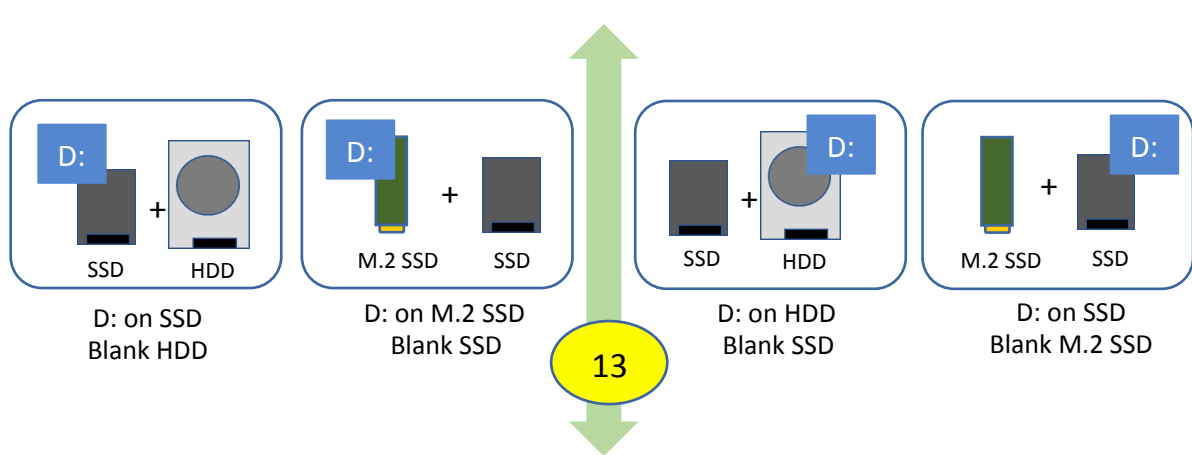 D:
+
SSD
HDD
D: on SSD
Blank HDD
D:
+
M.2 SSD
SSD
D: on M.2 SSD
Blank SSD
13
D:
+
SSD
HDD
D: on HDD
Blank SSD
D:
+
M.2 SSD
SSD
D: on SSD
Blank M.2 SSD